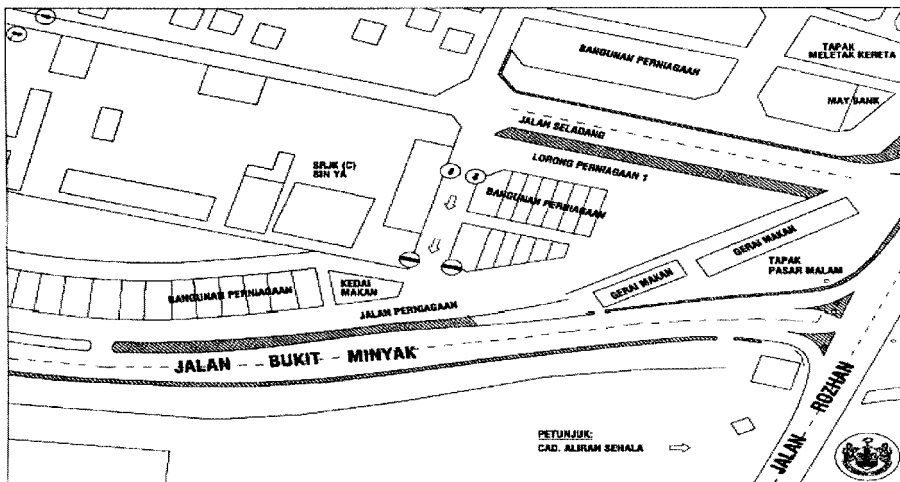 BANGUNAN PERNIAGAAN
TAPAK
MELETAK KERETA
MAY BANK
JALAN SELADANG
LORONG PERNIAGAAN 1
SRJK (C)
SIN YA
BANGUNAN PERNIAGAAN
GERAI MAKAN
TAPAK
PASAR MALAM
GERAI MAKAN
BANGUNAN PERNIAGAAN
KEDAI
MAKAN
JALAN PERNIAGAAN
JALAN BUKIT MINYAK
JALAN ROZHAN
PETUNJUK:
CAD. ALIRAN SEHALA